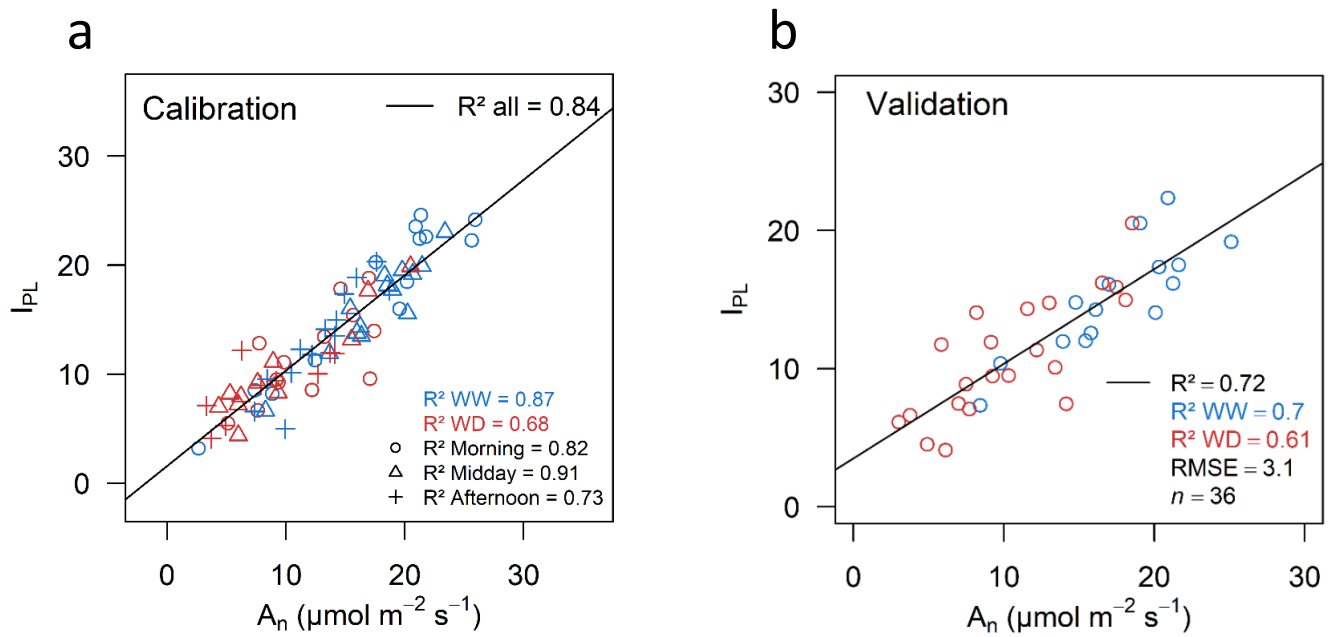 a
Calibration
R² all = 0.84
30
20
10
0
I_PL
R² WW = 0.87
R² WD = 0.68
R² Morning = 0.82
R² Midday = 0.91
R² Afternoon = 0.73
0 10 20 30
Aₙ (μmol m⁻² s⁻¹)
b
Validation
30
20
10
0
I_PL
R² = 0.72
R² WW = 0.7
R² WD = 0.61
RMSE = 3.1
n = 36
0 10 20 30
Aₙ (μmol m⁻² s⁻¹)